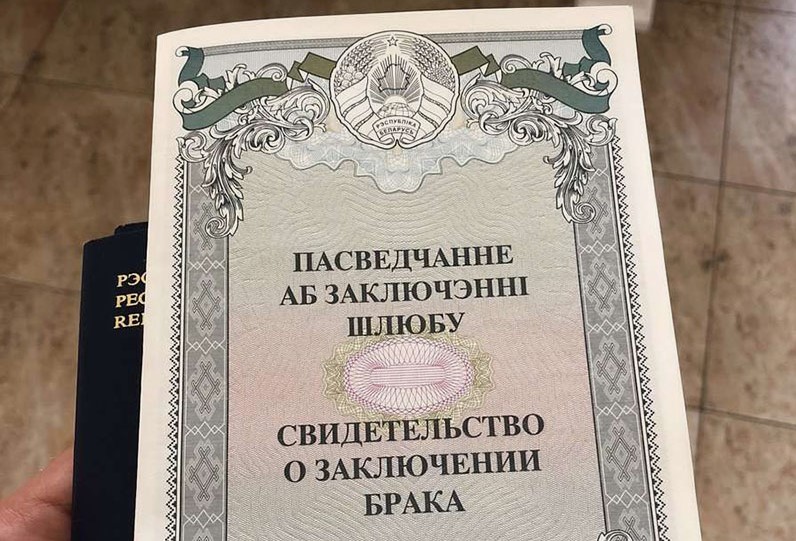 РЭСПУБЛІКА
БЕЛАРУСЬ
ПАСВЕДЧАННЕ
АБ ЗАКЛЮЧЭННІ
ШЛЮБУ
СВИДЕТЕЛЬСТВО
О ЗАКЛЮЧЕНИИ
БРАКА